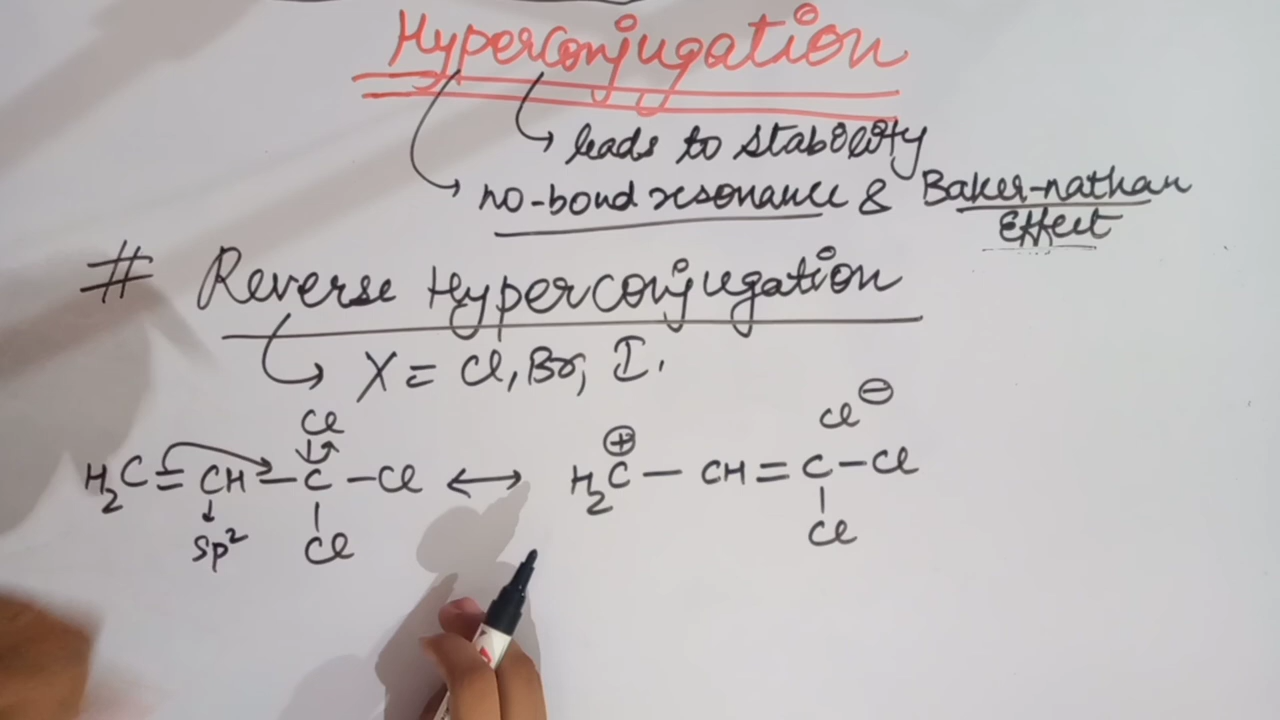 Hyperconjugation
leads to stability
no-bond resonance & Baker-nathan
Effect
# Reverse Hyperconjugation
X = Cl, Br, I.
Cl Cl⊖
H₂C = CH – C – Cl ↔ H₂C⊕ – CH = C – Cl
sp² Cl Cl